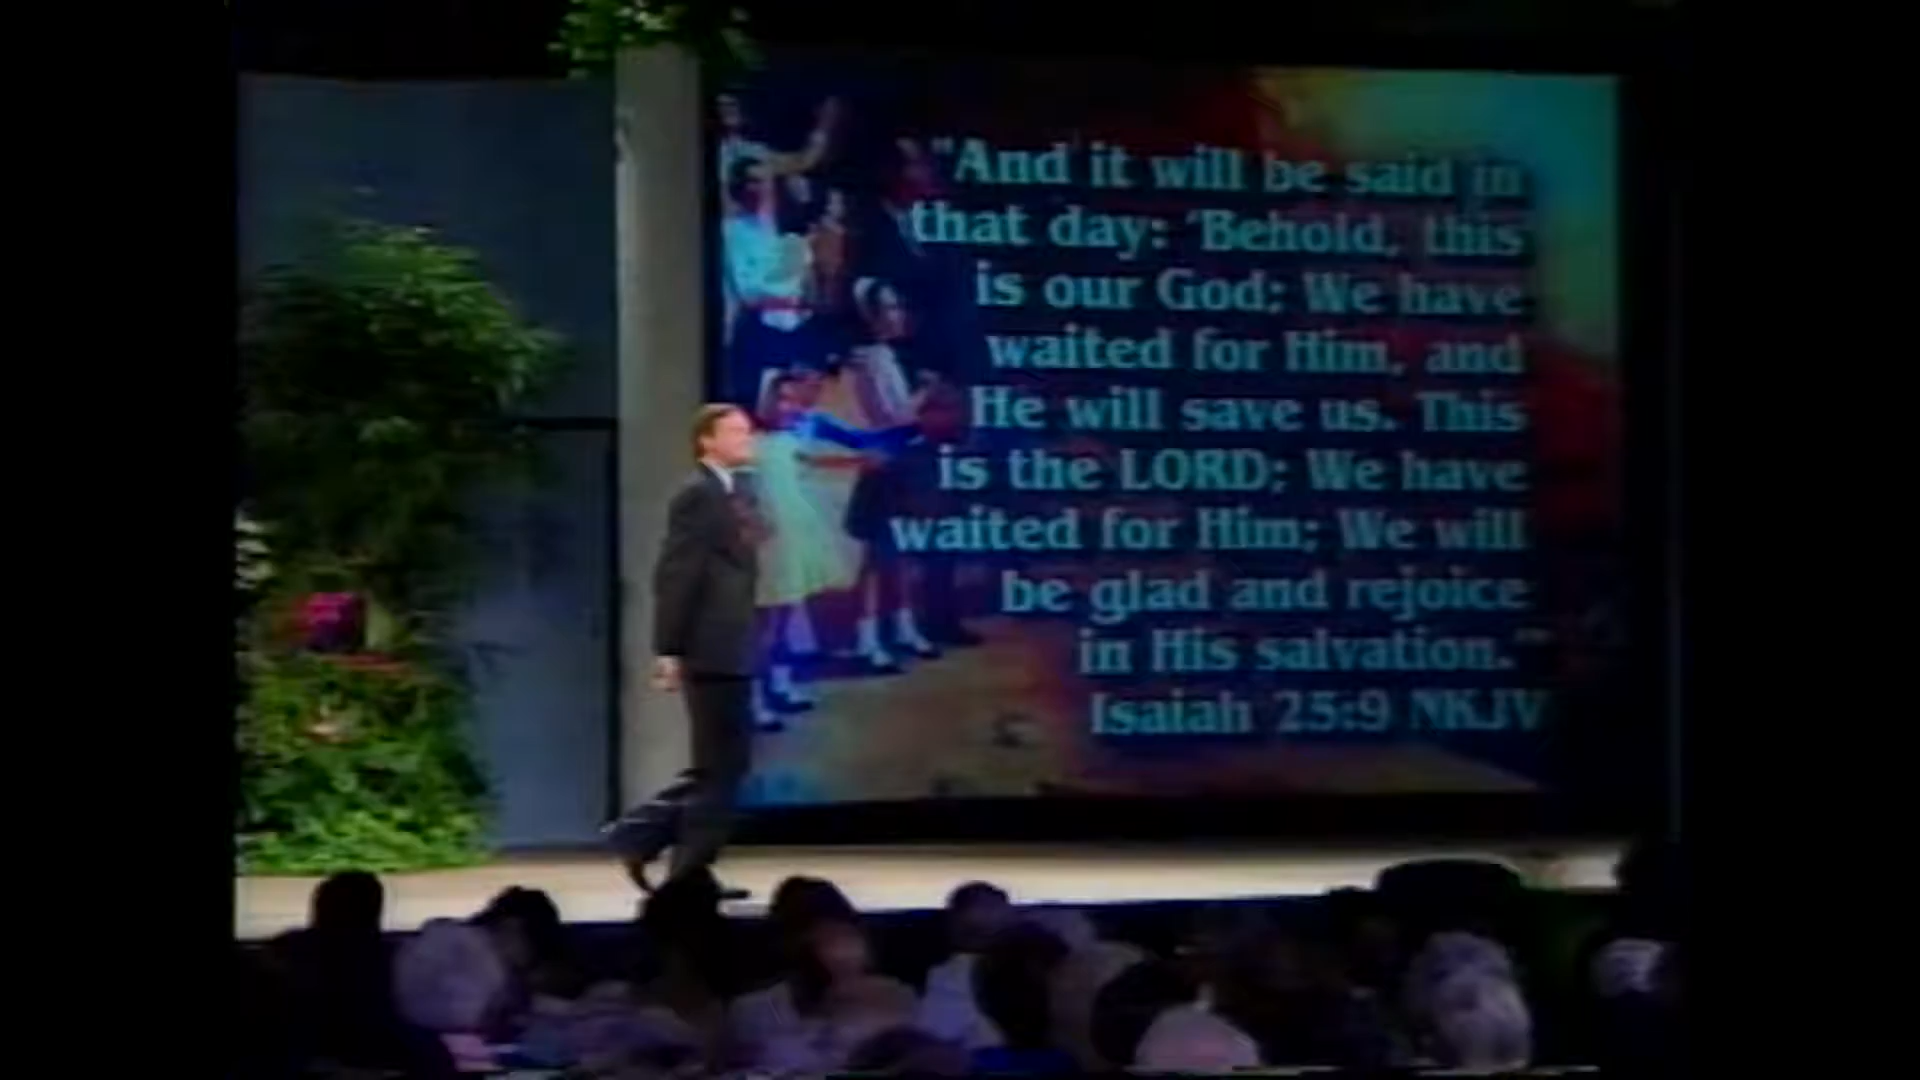 "And it will be said in
that day: 'Behold, this
is our God; We have
waited for Him, and
He will save us. This
is the LORD; We have
waited for Him; We will
be glad and rejoice
in His salvation.'"
Isaiah 25:9 NKJV